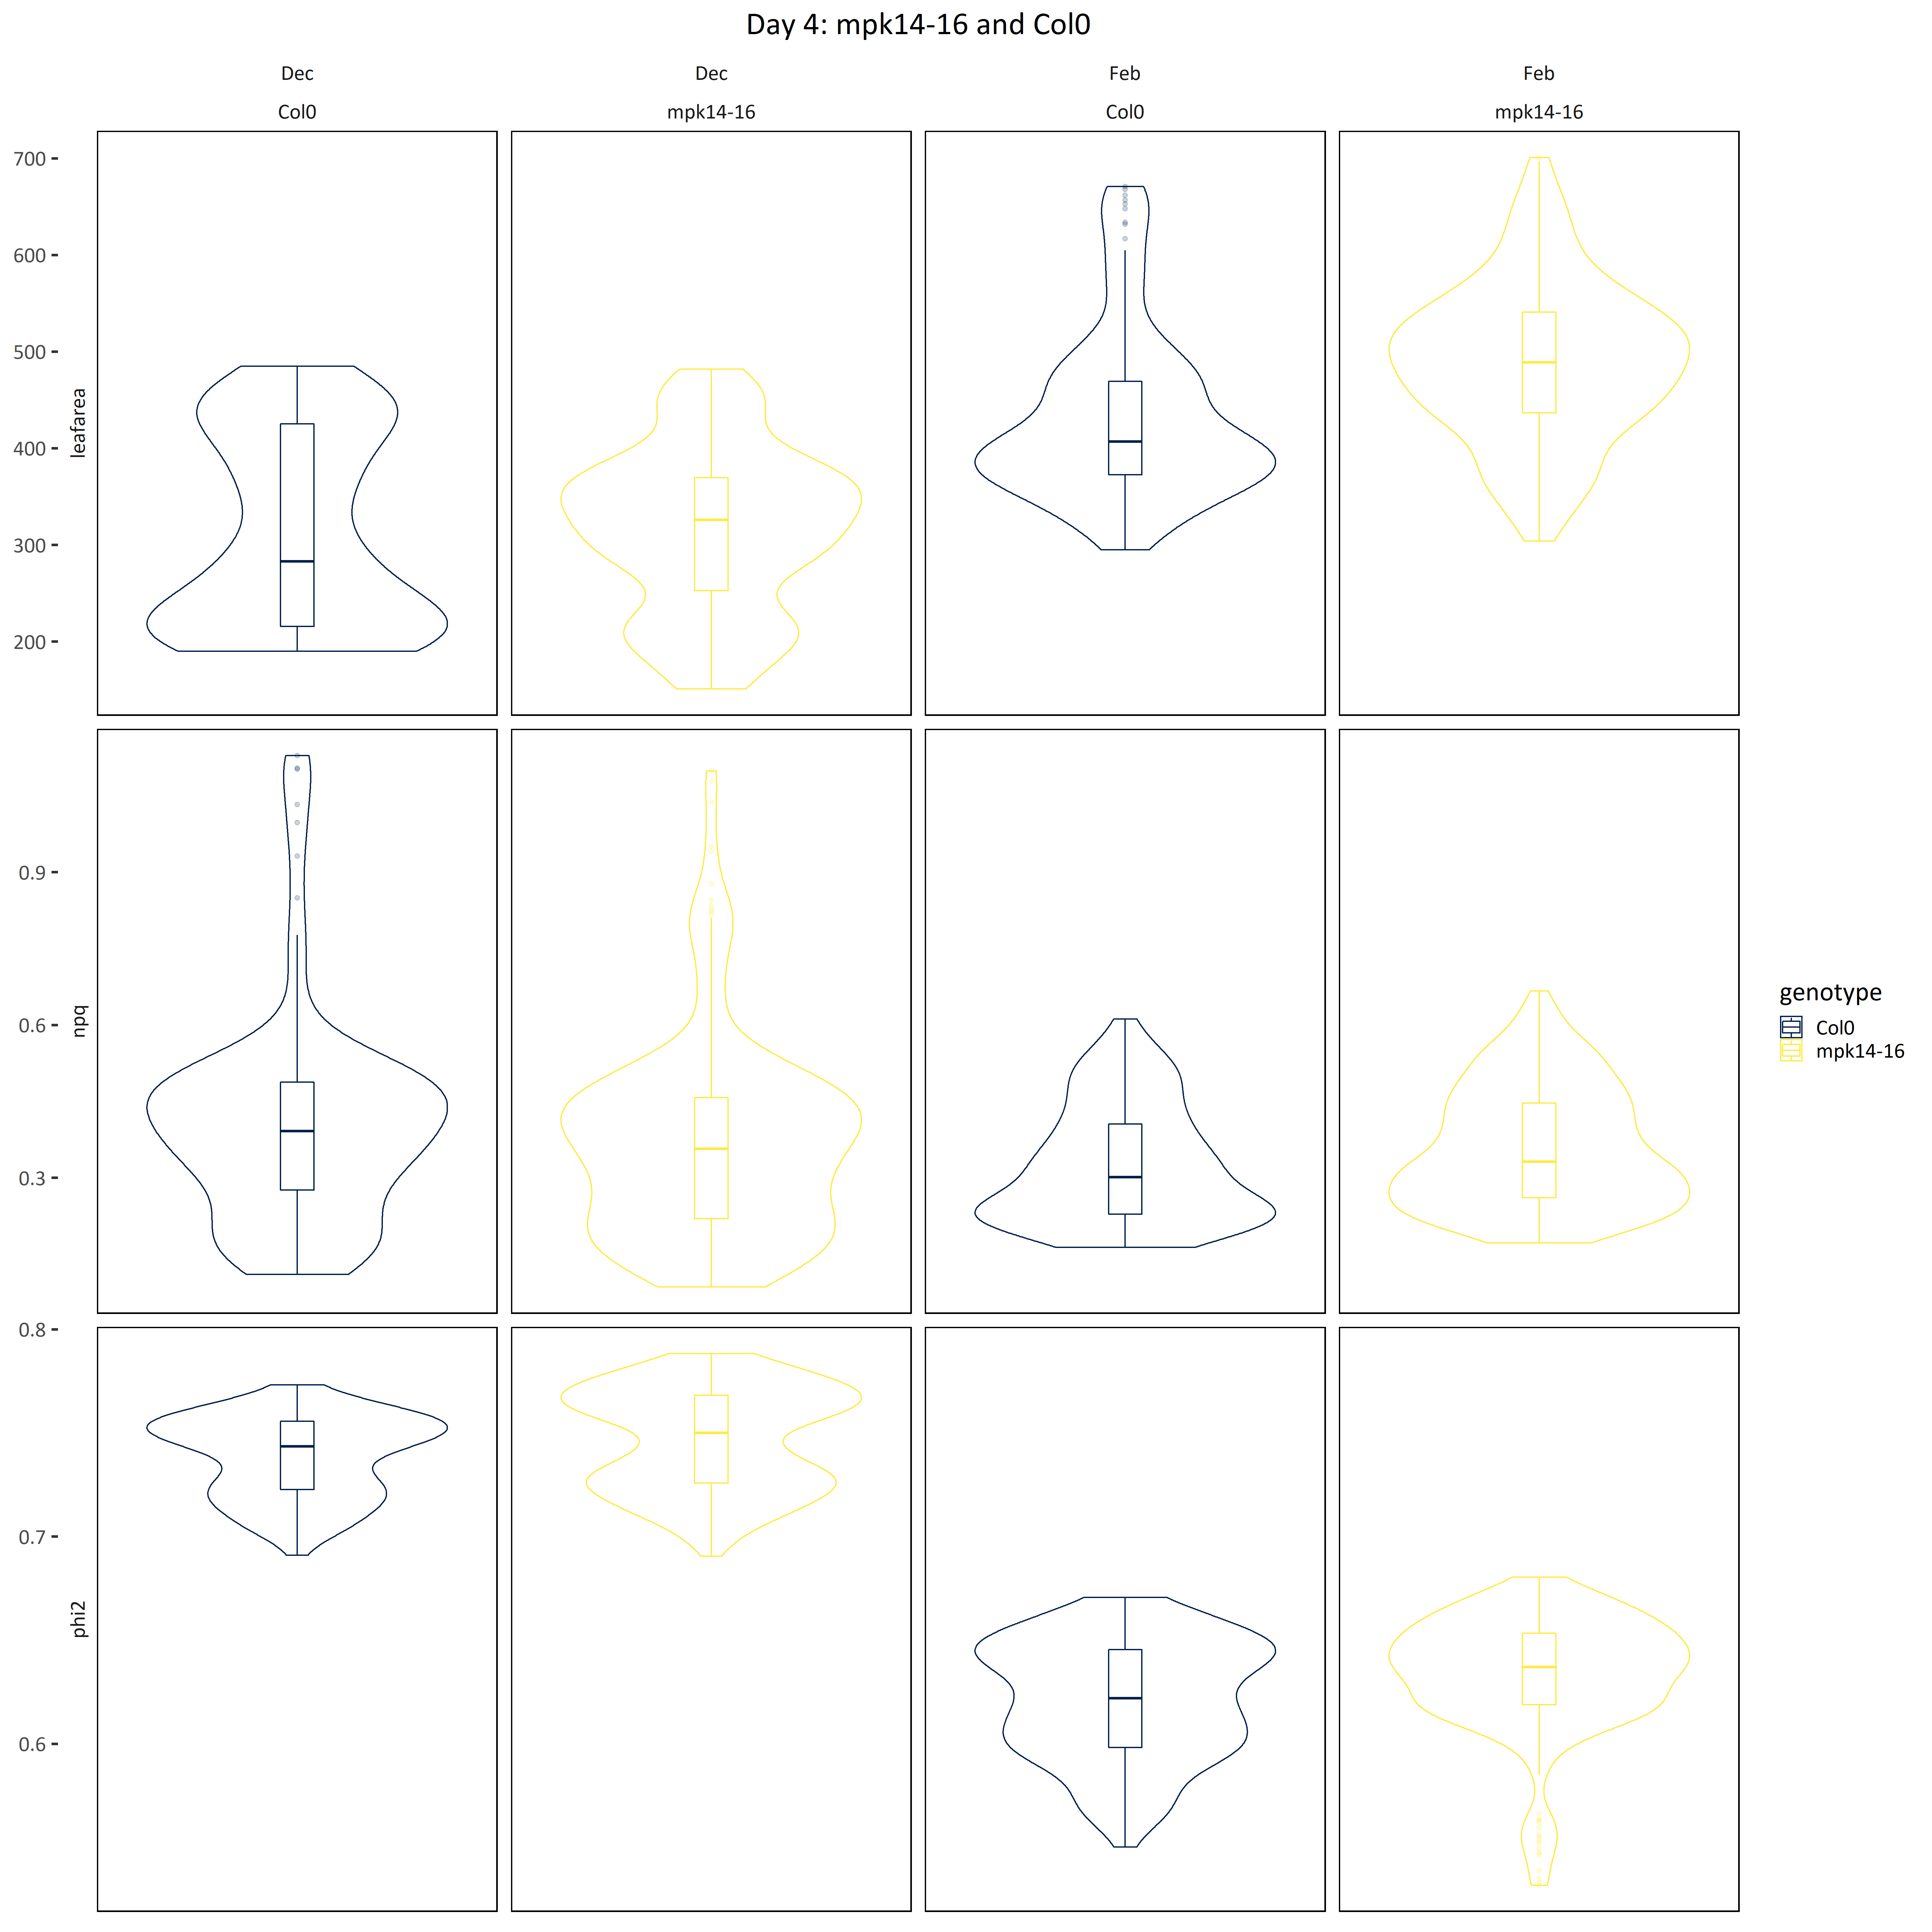 Day 4: mpk14-16 and Col0
Dec Dec Feb Feb
Col0 mpk14-16 Col0 mpk14-16
700
600
500
400
300
200
leafarea
0.9
0.6
0.3
npq
0.8
0.7
0.6
phi2
genotype
Col0
mpk14-16